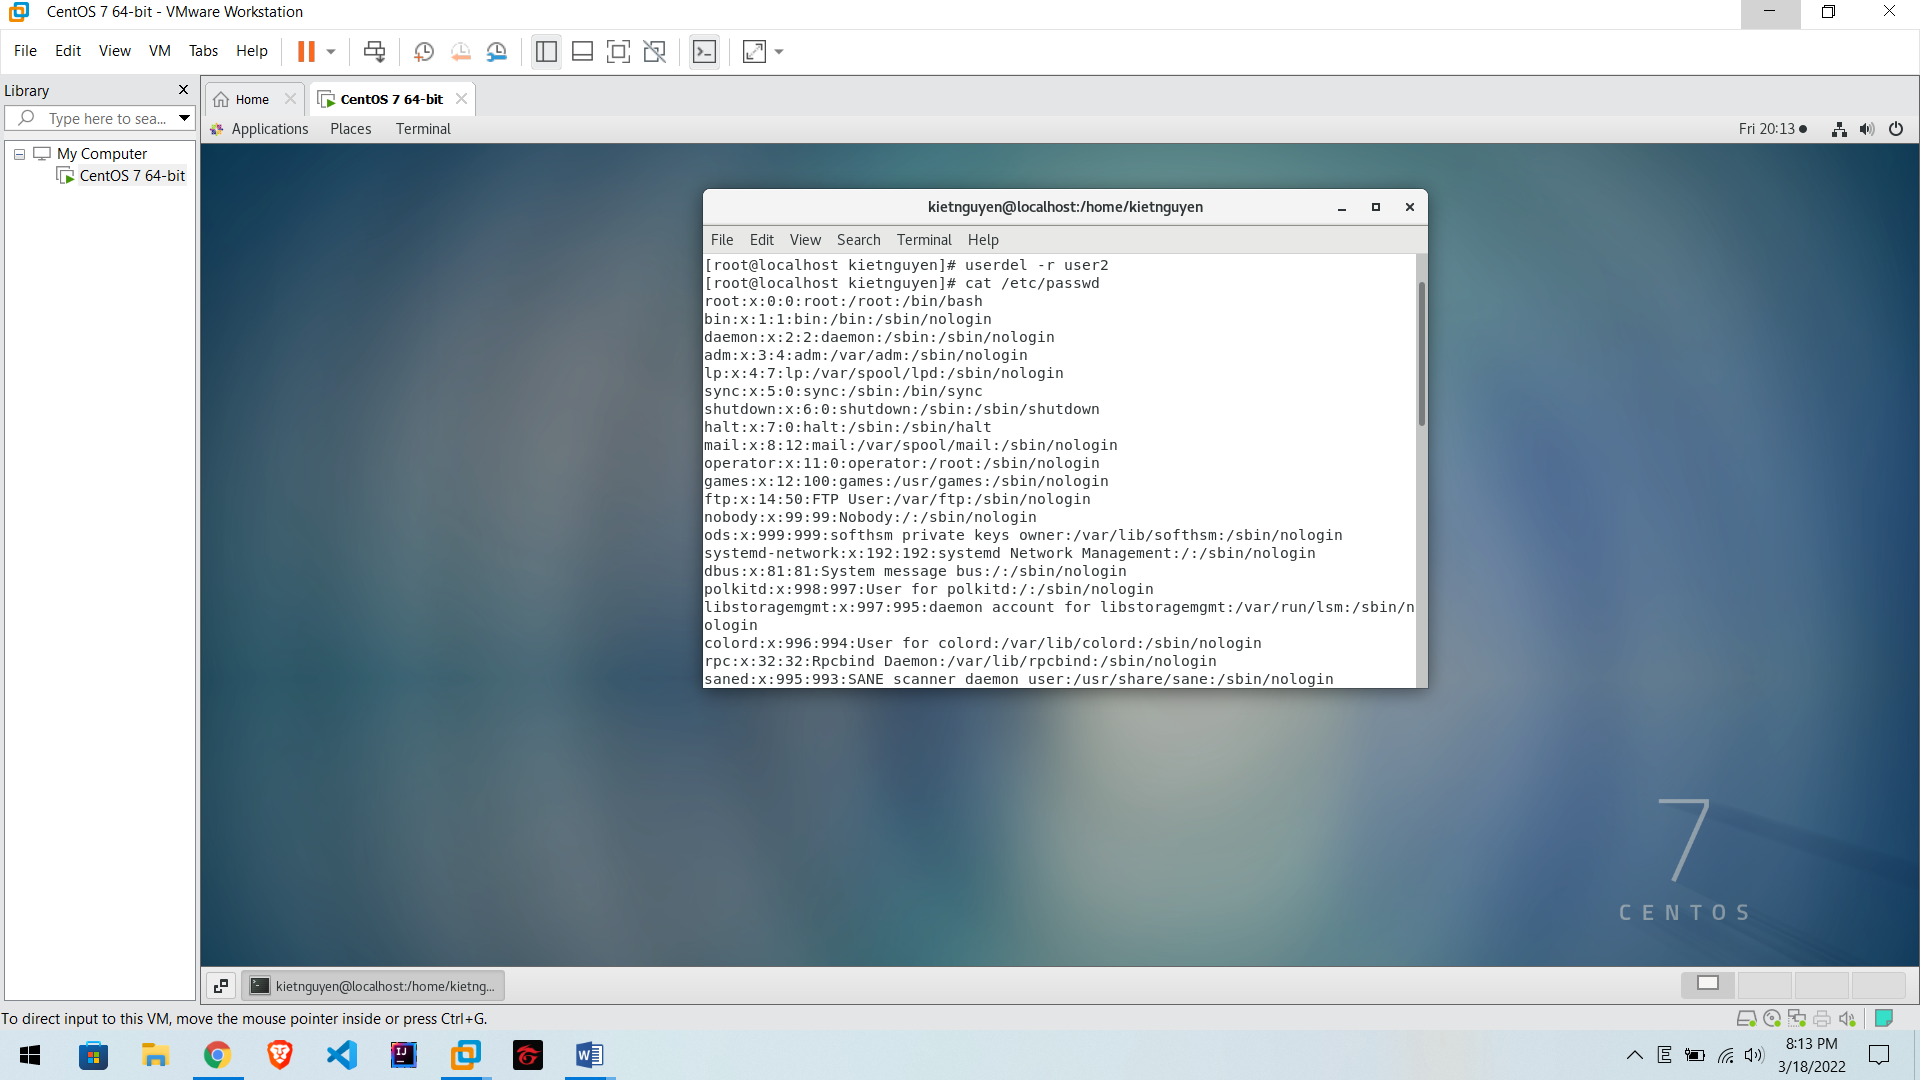 CentOS 7 64-bit - VMware Workstation
File Edit View VM Tabs Help
Library
Home
CentOS 7 64-bit
Type here to sea...
Applications Places Terminal
Fri 20:13
My Computer
CentOS 7 64-bit
kietnguyen@localhost:/home/kietnguyen
File Edit View Search Terminal Help
[root@localhost kietnguyen]# userdel -r user2
[root@localhost kietnguyen]# cat /etc/passwd
root:x:0:0:root:/root:/bin/bash
bin:x:1:1:bin:/bin:/sbin/nologin
daemon:x:2:2:daemon:/sbin:/sbin/nologin
adm:x:3:4:adm:/var/adm:/sbin/nologin
lp:x:4:7:lp:/var/spool/lpd:/sbin/nologin
sync:x:5:0:sync:/sbin:/bin/sync
shutdown:x:6:0:shutdown:/sbin:/sbin/shutdown
halt:x:7:0:halt:/sbin:/sbin/halt
mail:x:8:12:mail:/var/spool/mail:/sbin/nologin
operator:x:11:0:operator:/root:/sbin/nologin
games:x:12:100:games:/usr/games:/sbin/nologin
ftp:x:14:50:FTP User:/var/ftp:/sbin/nologin
nobody:x:99:99:Nobody:/:/sbin/nologin
ods:x:999:999:softhsm private keys owner:/var/lib/softhsm:/sbin/nologin
systemd-network:x:192:192:systemd Network Management:/:/sbin/nologin
dbus:x:81:81:System message bus:/:/sbin/nologin
polkitd:x:998:997:User for polkitd:/:/sbin/nologin
libstoragemgmt:x:997:995:daemon account for libstoragemgmt:/var/run/lsm:/sbin/n
ologin
colord:x:996:994:User for colord:/var/lib/colord:/sbin/nologin
rpc:x:32:32:Rpcbind Daemon:/var/lib/rpcbind:/sbin/nologin
saned:x:995:993:SANE scanner daemon user:/usr/share/sane:/sbin/nologin
7
CENTOS
kietnguyen@localhost:/home/kietng...
To direct input to this VM, move the mouse pointer inside or press Ctrl+G.
IJ
W
E
8:13 PM
3/18/2022